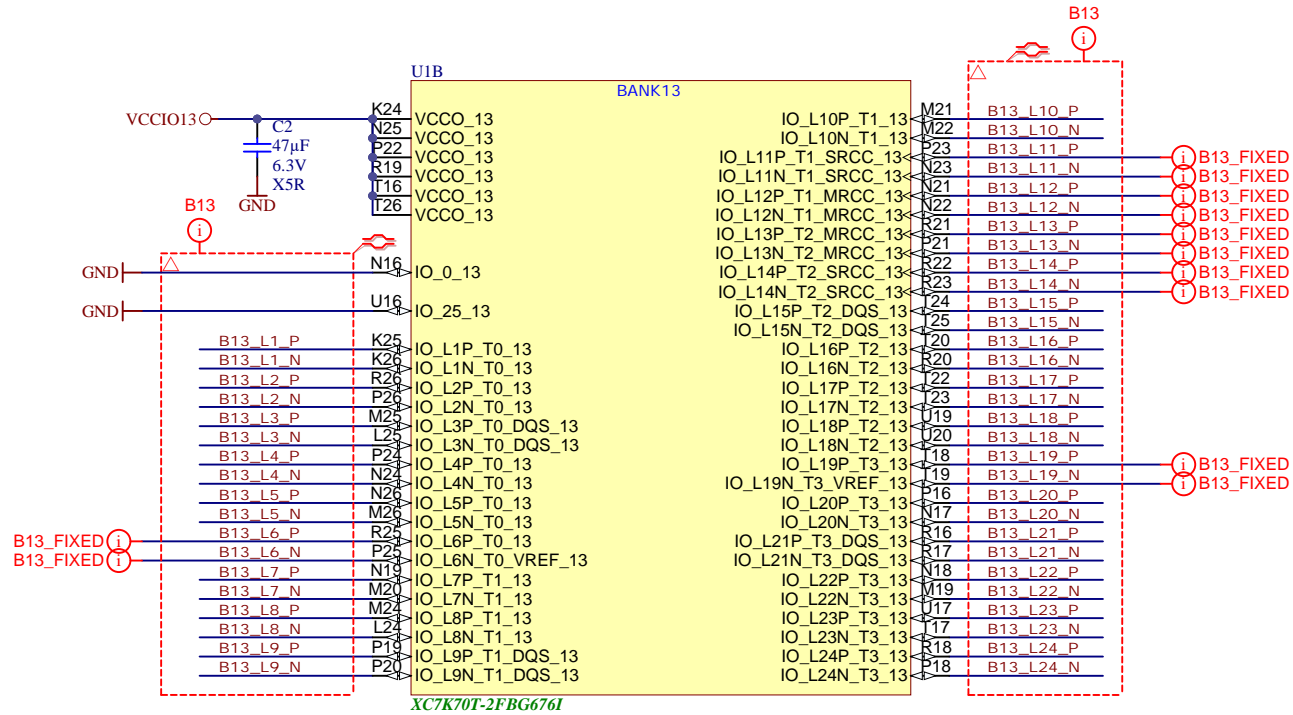 B13
U1B
BANK13
VCCIO13
C2
47µF
6.3V
X5R
GND
K24 VCCO_13
N25 VCCO_13
P22 VCCO_13
R19 VCCO_13
T16 VCCO_13
T26 VCCO_13
B13
GND N16 IO_0_13
GND U16 IO_25_13
B13_L1_P K25 IO_L1P_T0_13
B13_L1_N K26 IO_L1N_T0_13
B13_L2_P R26 IO_L2P_T0_13
B13_L2_N P26 IO_L2N_T0_13
B13_L3_P M25 IO_L3P_T0_DQS_13
B13_L3_N L25 IO_L3N_T0_DQS_13
B13_L4_P P24 IO_L4P_T0_13
B13_L4_N N24 IO_L4N_T0_13
B13_L5_P N26 IO_L5P_T0_13
B13_L5_N M26 IO_L5N_T0_13
B13_FIXED i B13_L6_P R25 IO_L6P_T0_13
B13_FIXED i B13_L6_N P25 IO_L6N_T0_VREF_13
B13_L7_P N19 IO_L7P_T1_13
B13_L7_N M20 IO_L7N_T1_13
B13_L8_P M24 IO_L8P_T1_13
B13_L8_N L24 IO_L8N_T1_13
B13_L9_P P19 IO_L9P_T1_DQS_13
B13_L9_N P20 IO_L9N_T1_DQS_13
IO_L10P_T1_13 M21 B13_L10_P
IO_L10N_T1_13 M22 B13_L10_N
IO_L11P_T1_SRCC_13 P23 B13_L11_P i B13_FIXED
IO_L11N_T1_SRCC_13 N23 B13_L11_N i B13_FIXED
IO_L12P_T1_MRCC_13 N21 B13_L12_P i B13_FIXED
IO_L12N_T1_MRCC_13 N22 B13_L12_N i B13_FIXED
IO_L13P_T2_MRCC_13 R21 B13_L13_P i B13_FIXED
IO_L13N_T2_MRCC_13 P21 B13_L13_N i B13_FIXED
IO_L14P_T2_SRCC_13 R22 B13_L14_P i B13_FIXED
IO_L14N_T2_SRCC_13 R23 B13_L14_N i B13_FIXED
IO_L15P_T2_DQS_13 T24 B13_L15_P
IO_L15N_T2_DQS_13 T25 B13_L15_N
IO_L16P_T2_13 T20 B13_L16_P
IO_L16N_T2_13 R20 B13_L16_N
IO_L17P_T2_13 T22 B13_L17_P
IO_L17N_T2_13 T23 B13_L17_N
IO_L18P_T2_13 U19 B13_L18_P
IO_L18N_T2_13 U20 B13_L18_N
IO_L19P_T3_13 T18 B13_L19_P i B13_FIXED
IO_L19N_T3_VREF_13 T19 B13_L19_N i B13_FIXED
IO_L20P_T3_13 P16 B13_L20_P
IO_L20N_T3_13 N17 B13_L20_N
IO_L21P_T3_DQS_13 R16 B13_L21_P
IO_L21N_T3_DQS_13 R17 B13_L21_N
IO_L22P_T3_13 N18 B13_L22_P
IO_L22N_T3_13 M19 B13_L22_N
IO_L23P_T3_13 U17 B13_L23_P
IO_L23N_T3_13 T17 B13_L23_N
IO_L24P_T3_13 R18 B13_L24_P
IO_L24N_T3_13 P18 B13_L24_N
XC7K70T-2FBG676I